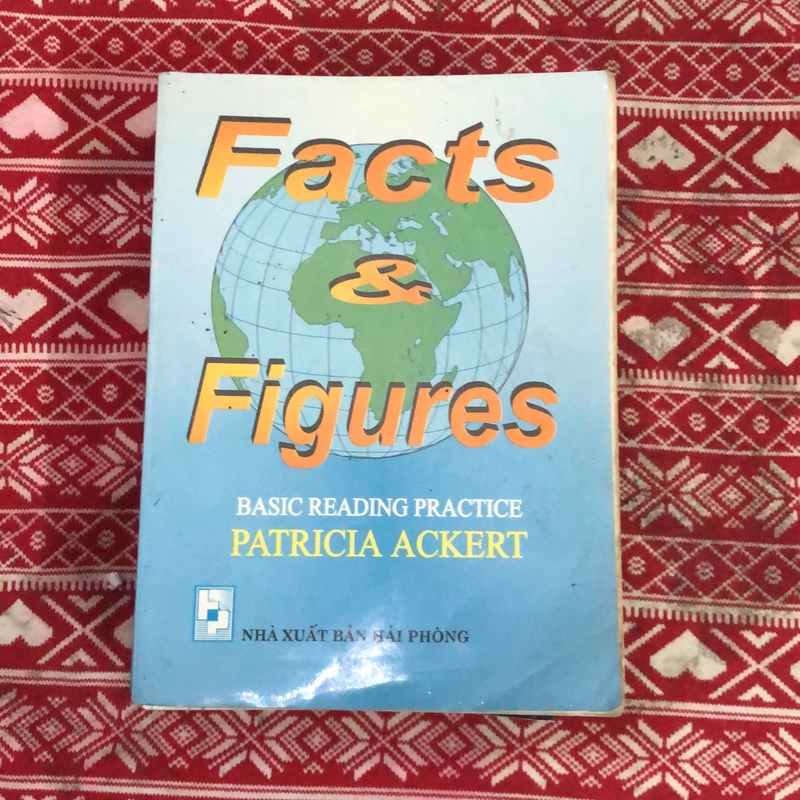 Facts
&
Figures
BASIC READING PRACTICE
PATRICIA ACKERT
NHÀ XUẤT BẢN HẢI PHÒNG